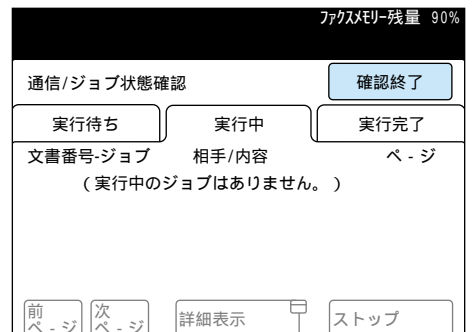 ﾌｧｸｽﾒﾓﾘｰ残量 90%
通信/ジョブ状態確認 確認終了
実行待ち 実行中 実行完了
文書番号-ジョブ 相手/内容 ペ-ジ
(実行中のジョブはありません。)
前ペ-ジ 次ペ-ジ 詳細表示 ストップ